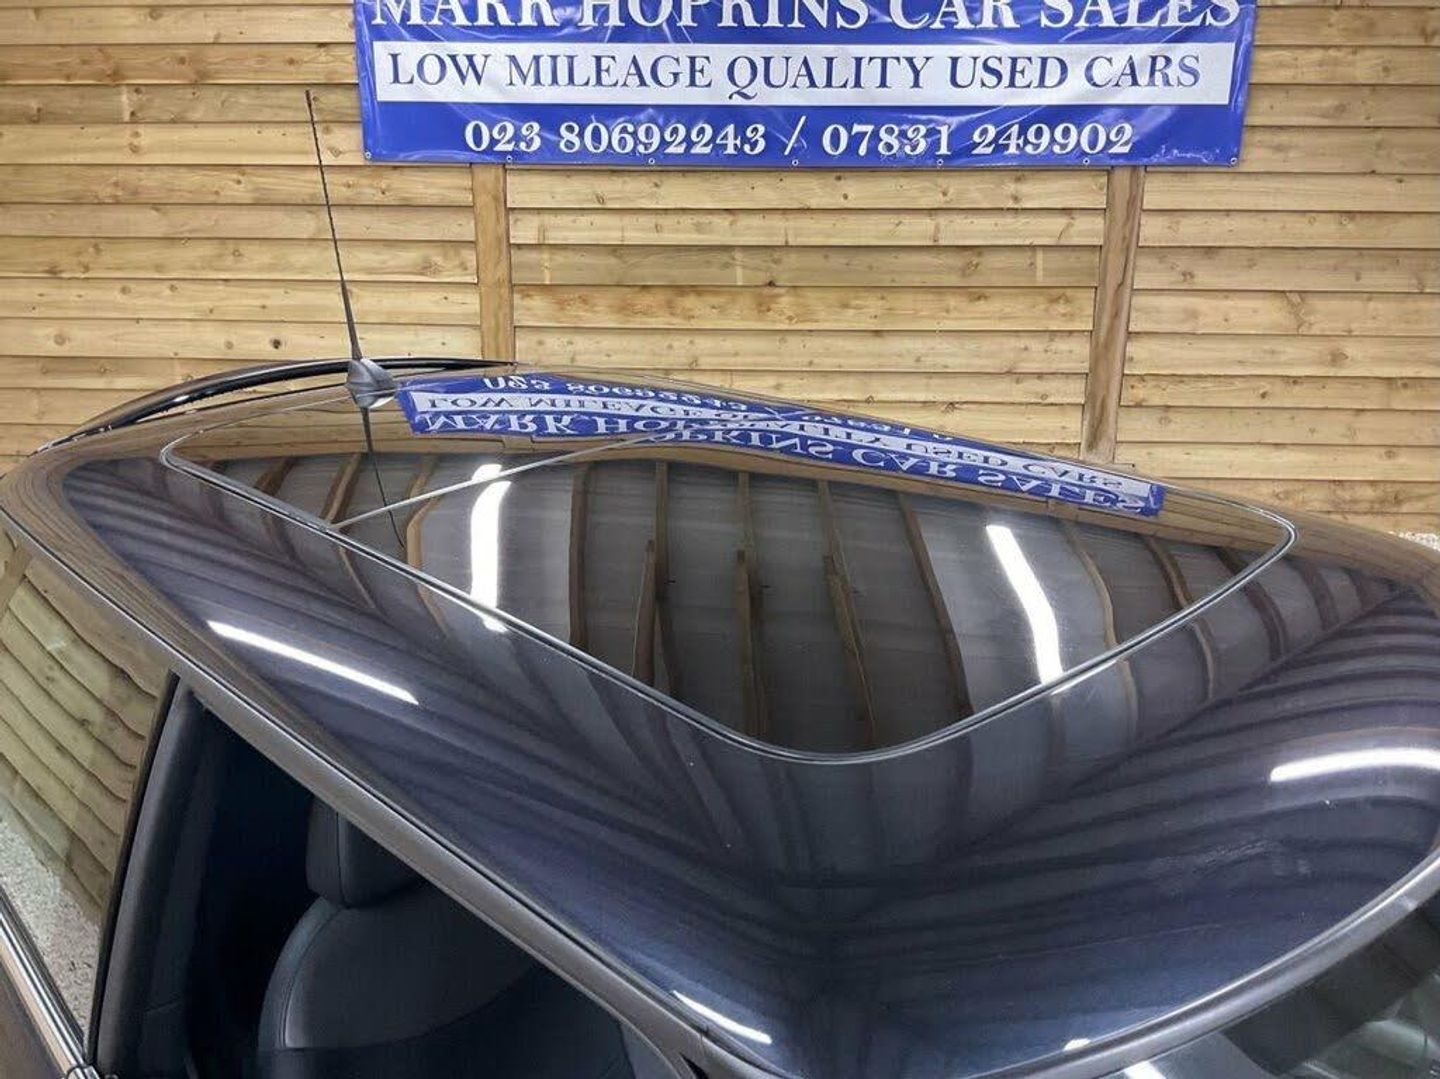 MARK HOPKINS CAR SALES
LOW MILEAGE QUALITY USED CARS
023 80692243 / 07831 249902